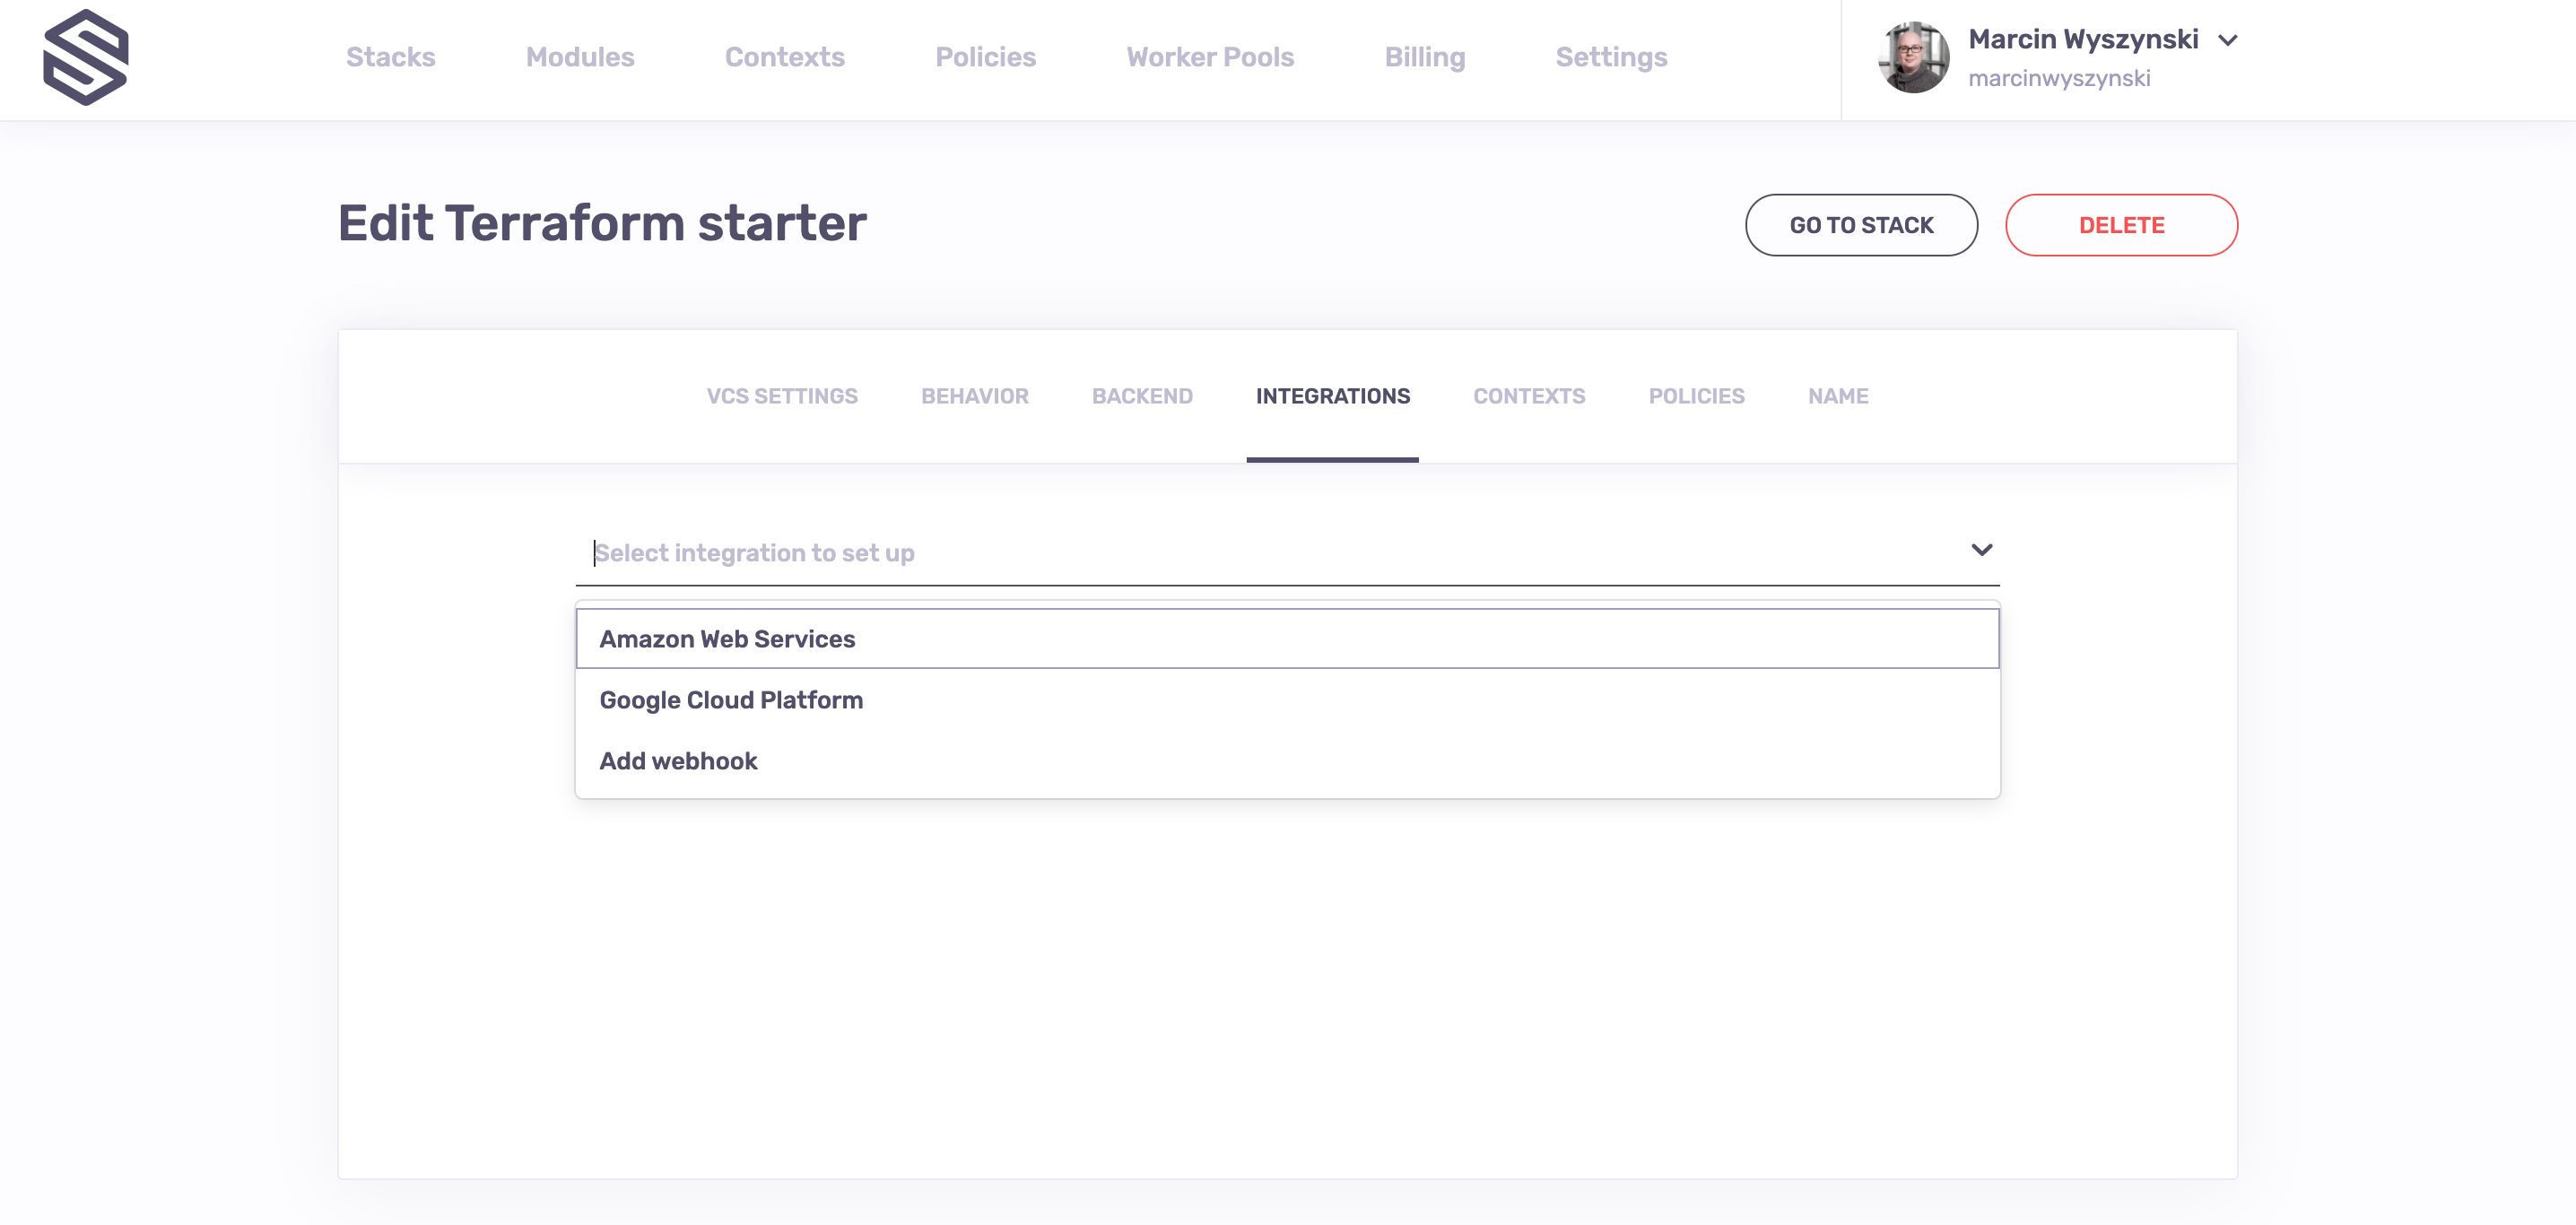 Stacks Modules Contexts Policies Worker Pools Billing Settings
Marcin Wyszynski
marcinwyszynski
Edit Terraform starter
GO TO STACK
DELETE
VCS SETTINGS BEHAVIOR BACKEND INTEGRATIONS CONTEXTS POLICIES NAME
Select integration to set up
Amazon Web Services
Google Cloud Platform
Add webhook